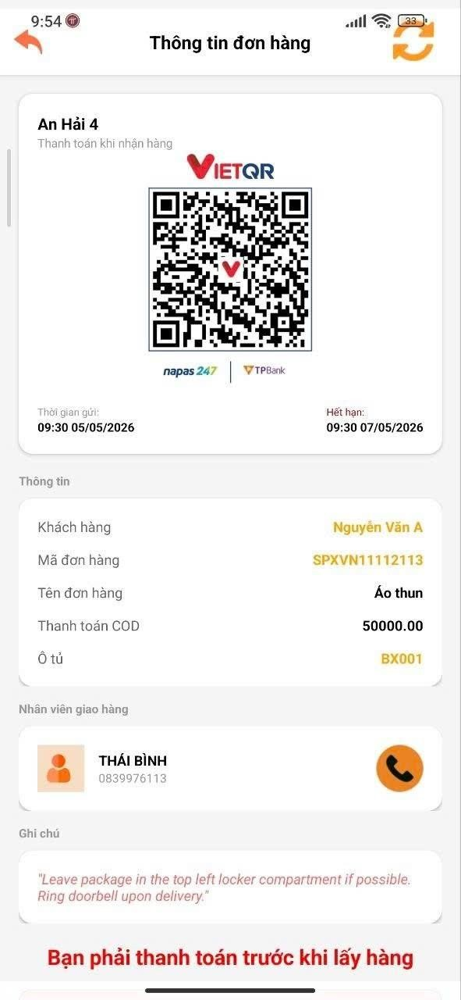 9:54
33
Thông tin đơn hàng
An Hải 4
Thanh toán khi nhận hàng
VIETQR
napas 247
TPBank
Thời gian gửi:
Hết hạn:
09:30 05/05/2026
09:30 07/05/2026
Thông tin
Khách hàng
Nguyễn Văn A
Mã đơn hàng
SPXVN11112113
Tên đơn hàng
Áo thun
Thanh toán COD
50000.00
Ô tủ
BX001
Nhân viên giao hàng
THÁI BÌNH
0839976113
Ghi chú
"Leave package in the top left locker compartment if possible.
Ring doorbell upon delivery."
Bạn phải thanh toán trước khi lấy hàng